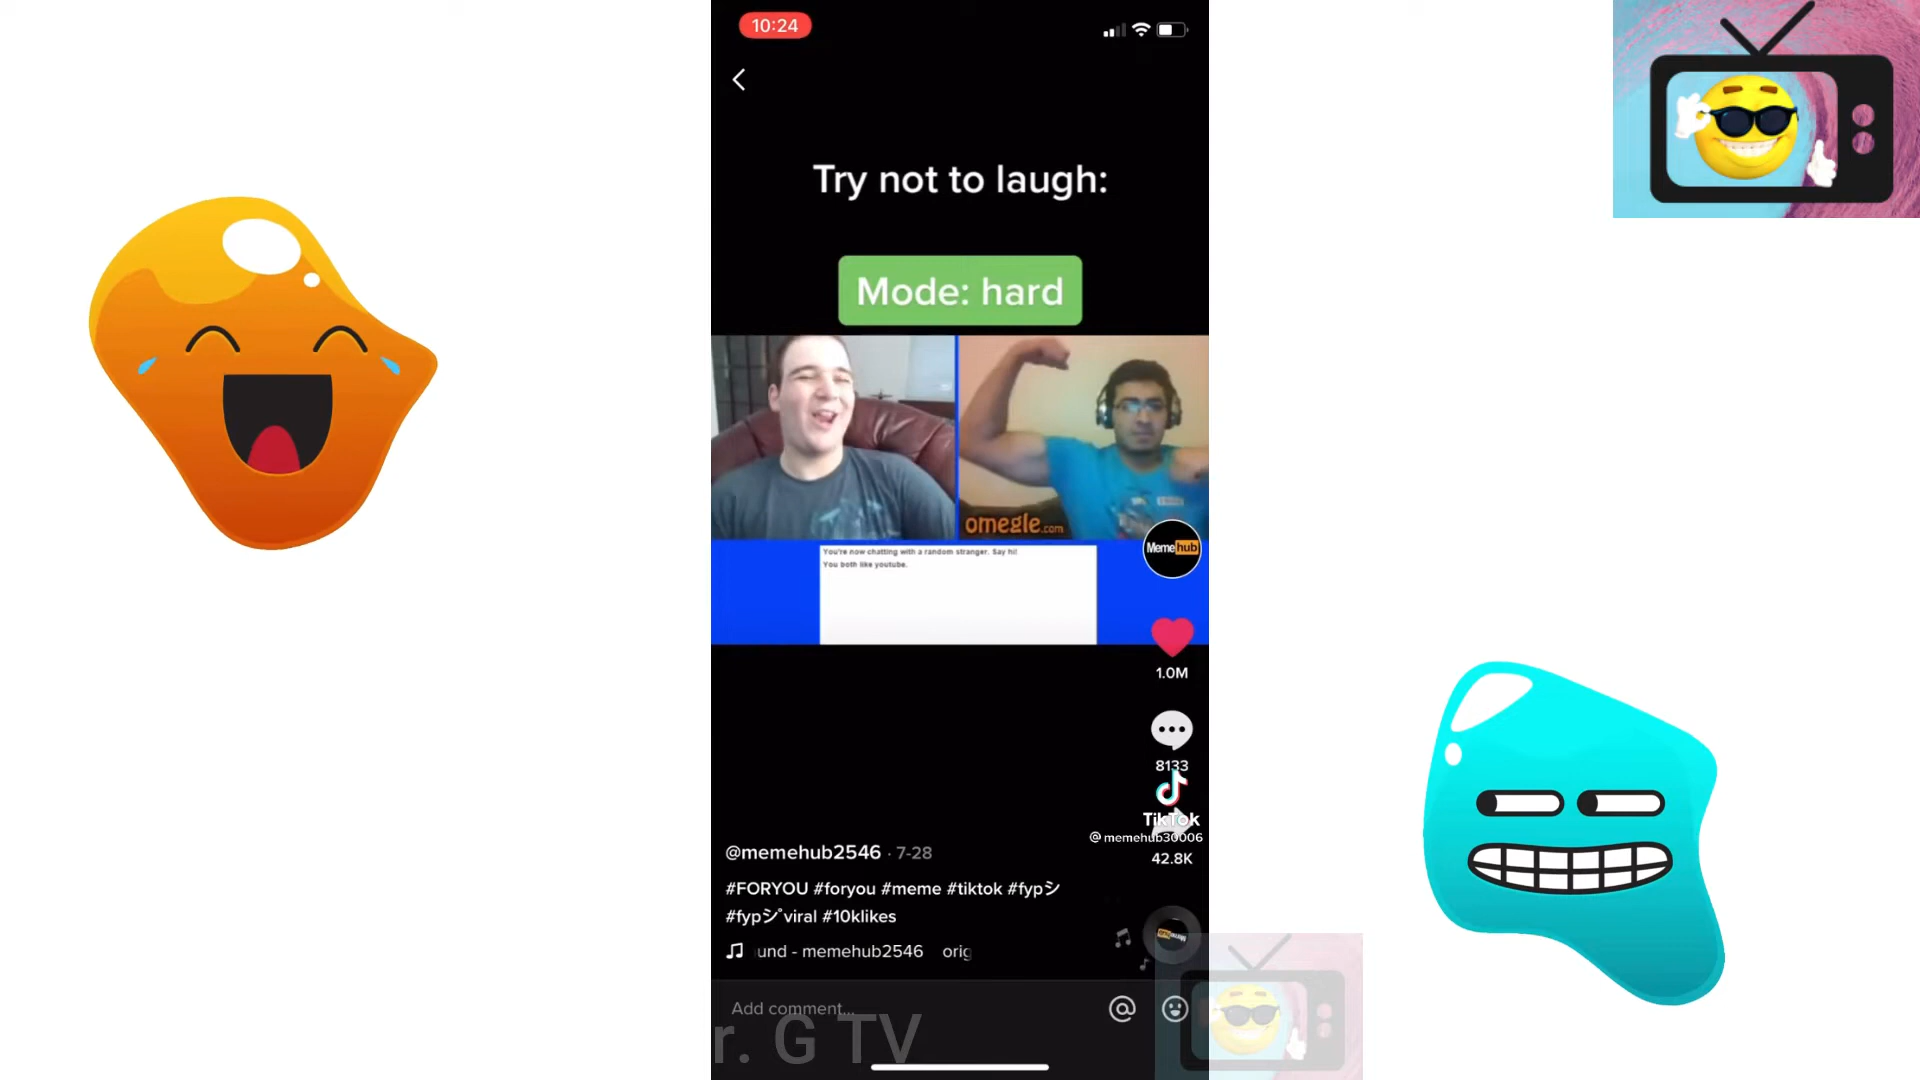 10:24
Try not to laugh:
Mode: hard
omegle.com
You're now chatting with a random stranger. Say hi!
You both like youtube.
Meme hub
1.0M
8133
TikTok
@memehub30006
42.8K
@memehub2546 · 7-28
#FORYOU #foryou #meme #tiktok #fypシ
#fypシ゚viral #10klikes
und - memehub2546 orig
Add comment...
r. G TV